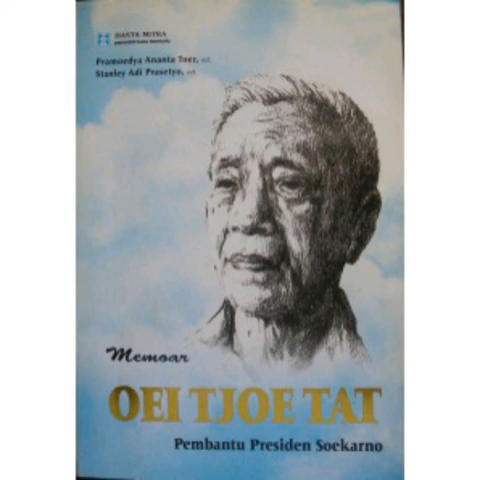 HASTA MITRA
Pramoedya Ananta Toer, ed.
Stanley Adi Prasetyo, ed.
Memoar
OEI TJOE TAT
Pembantu Presiden Soekarno